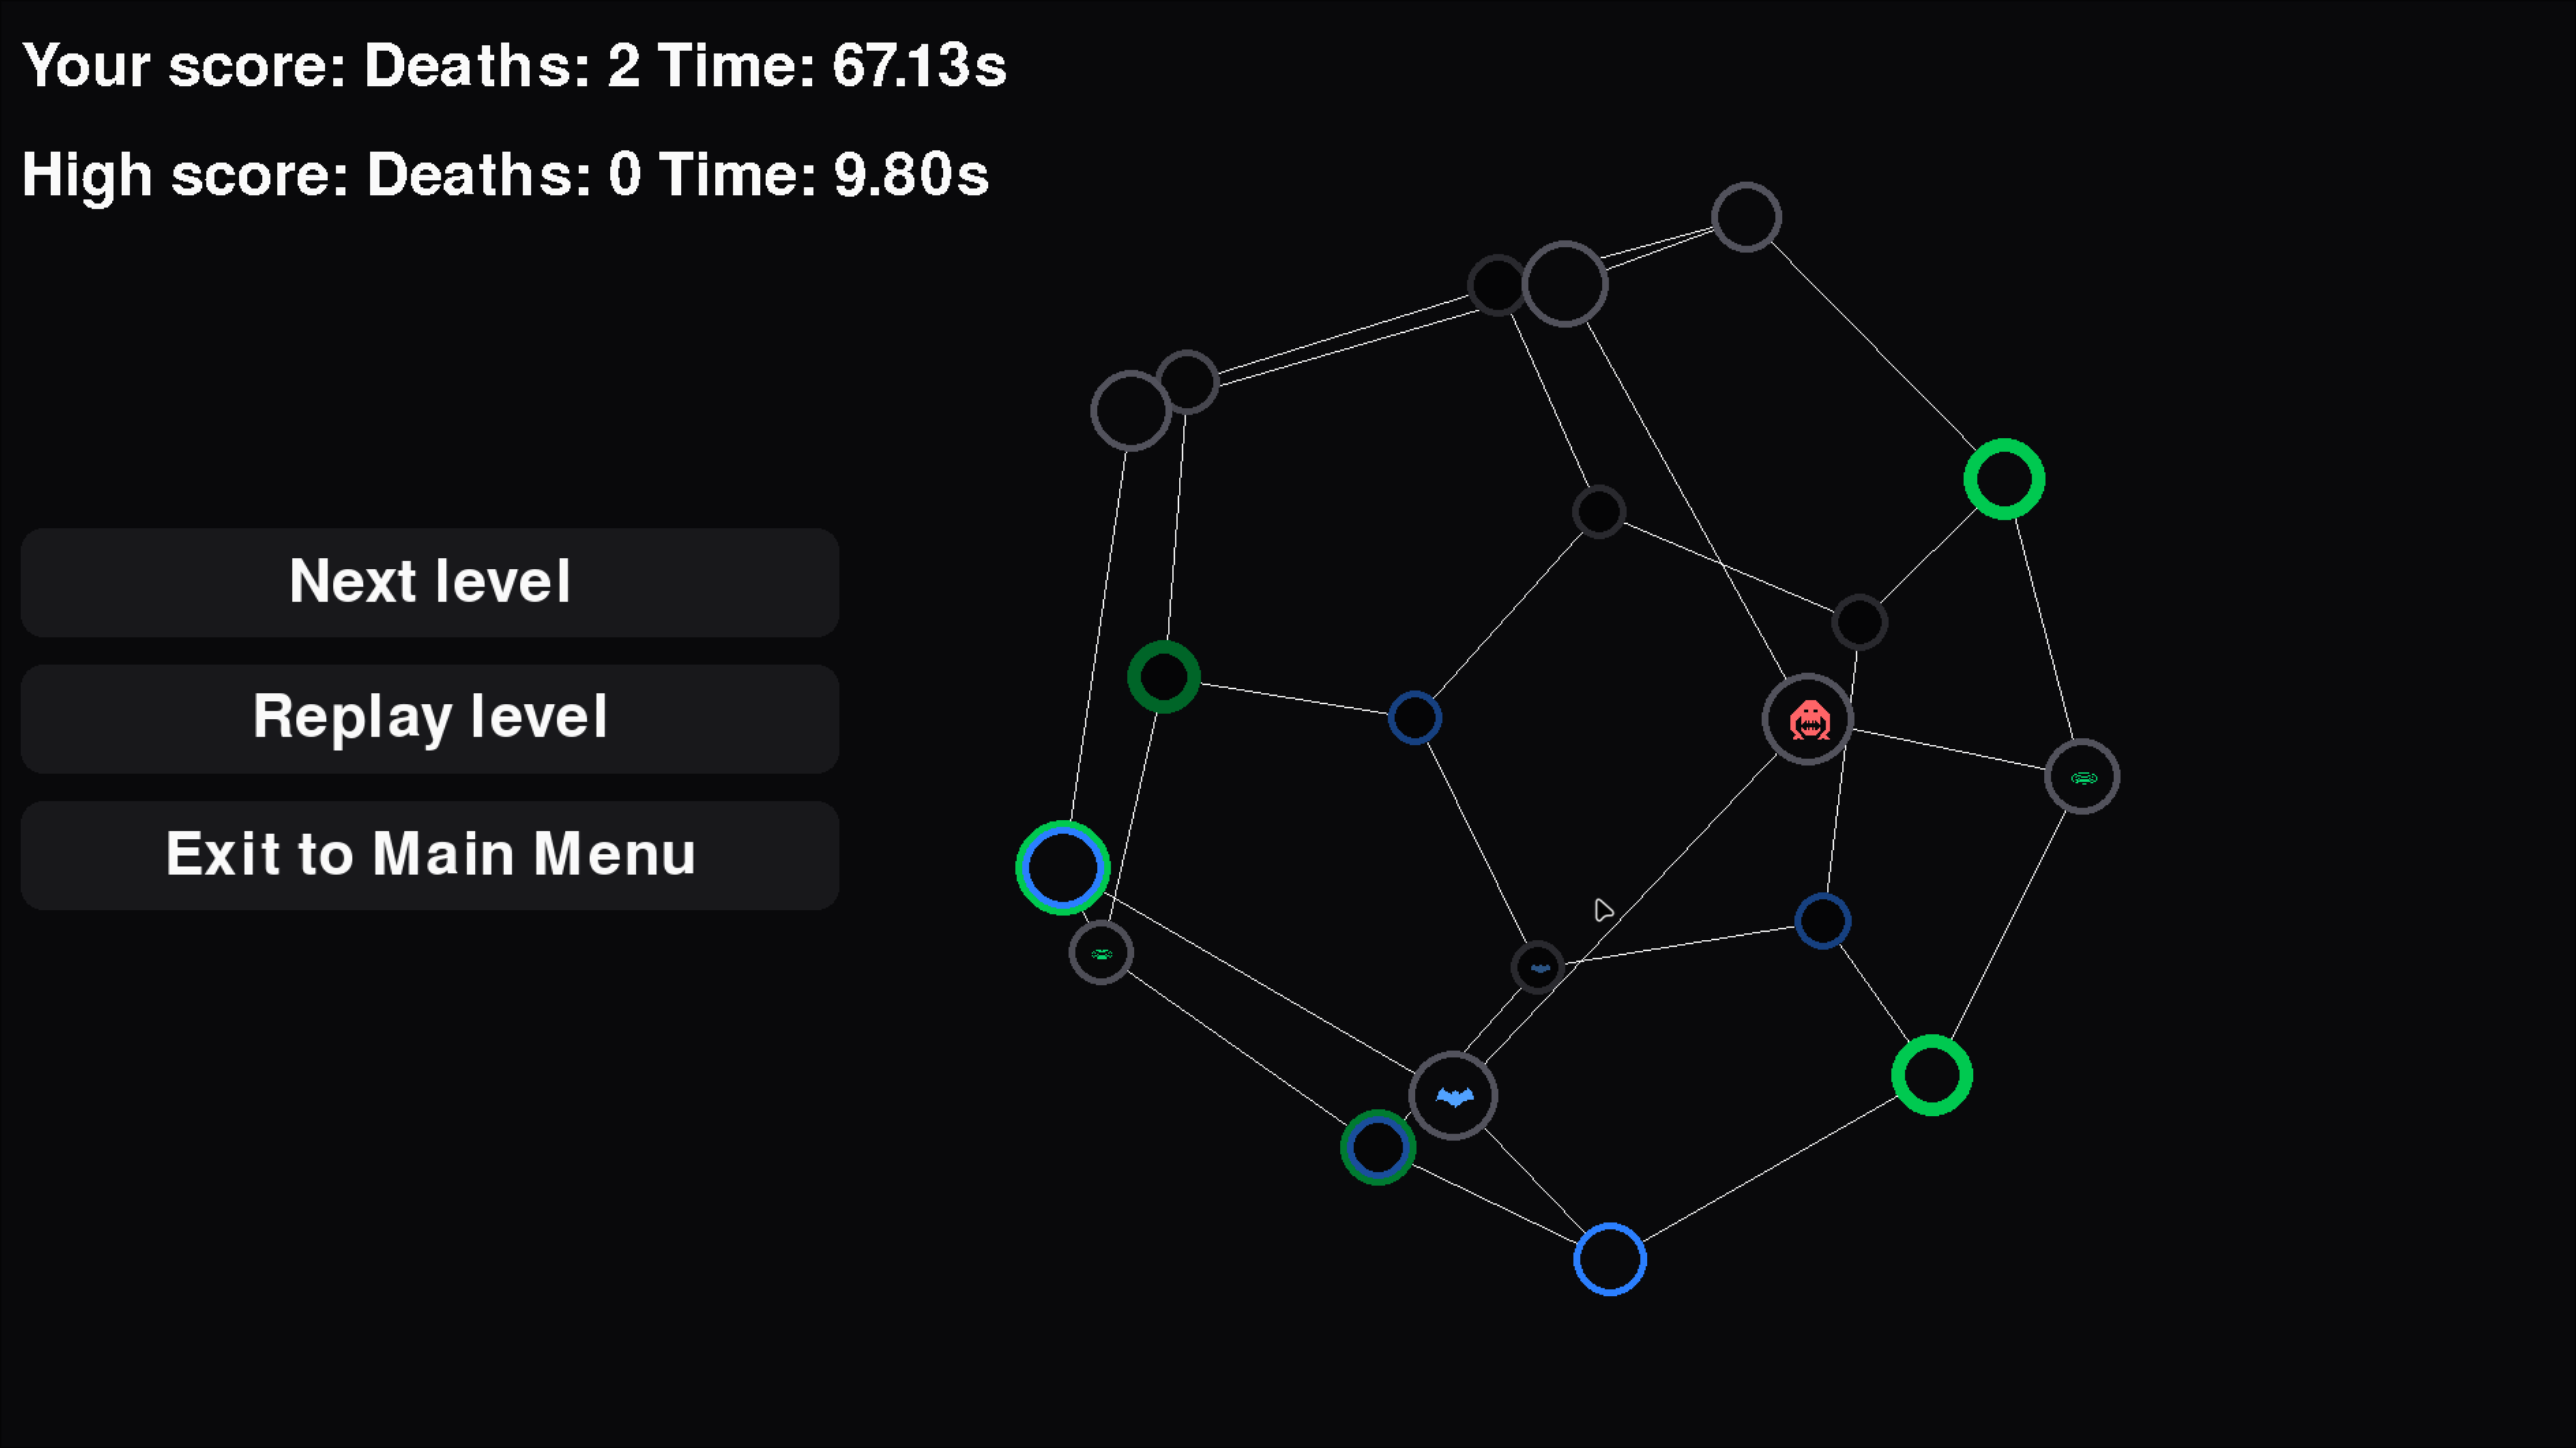 Your score: Deaths: 2 Time: 67.13s
High score: Deaths: 0 Time: 9.80s
Next level
Replay level
Exit to Main Menu